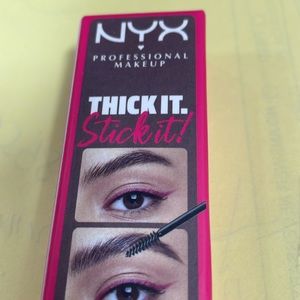 NYX
PROFESSIONAL
MAKEUP
THICK IT.
Stick it!